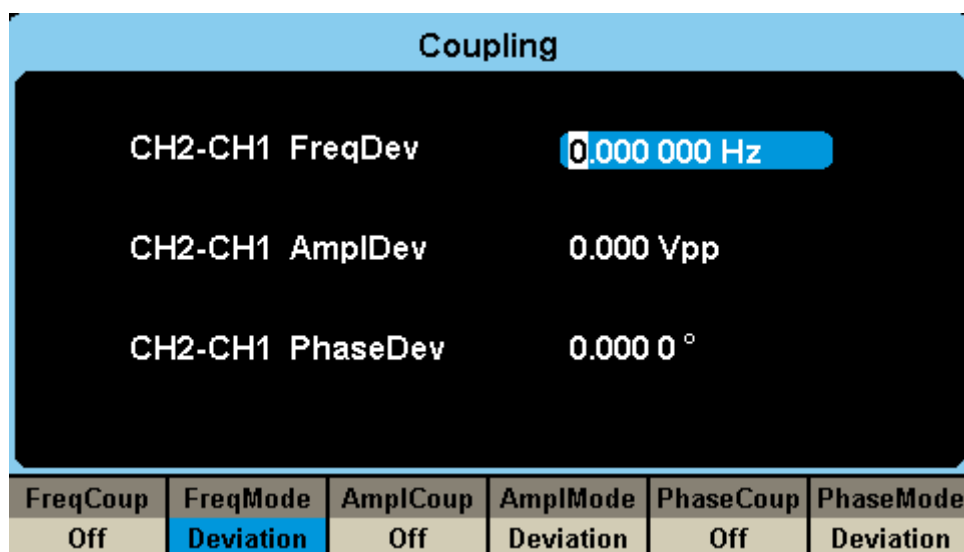 Coupling
CH2-CH1 FreqDev 0.000 000 Hz
CH2-CH1 AmplDev 0.000 Vpp
CH2-CH1 PhaseDev 0.000 0 °
FreqCoup FreqMode AmplCoup AmplMode PhaseCoup PhaseMode
Off Deviation Off Deviation Off Deviation